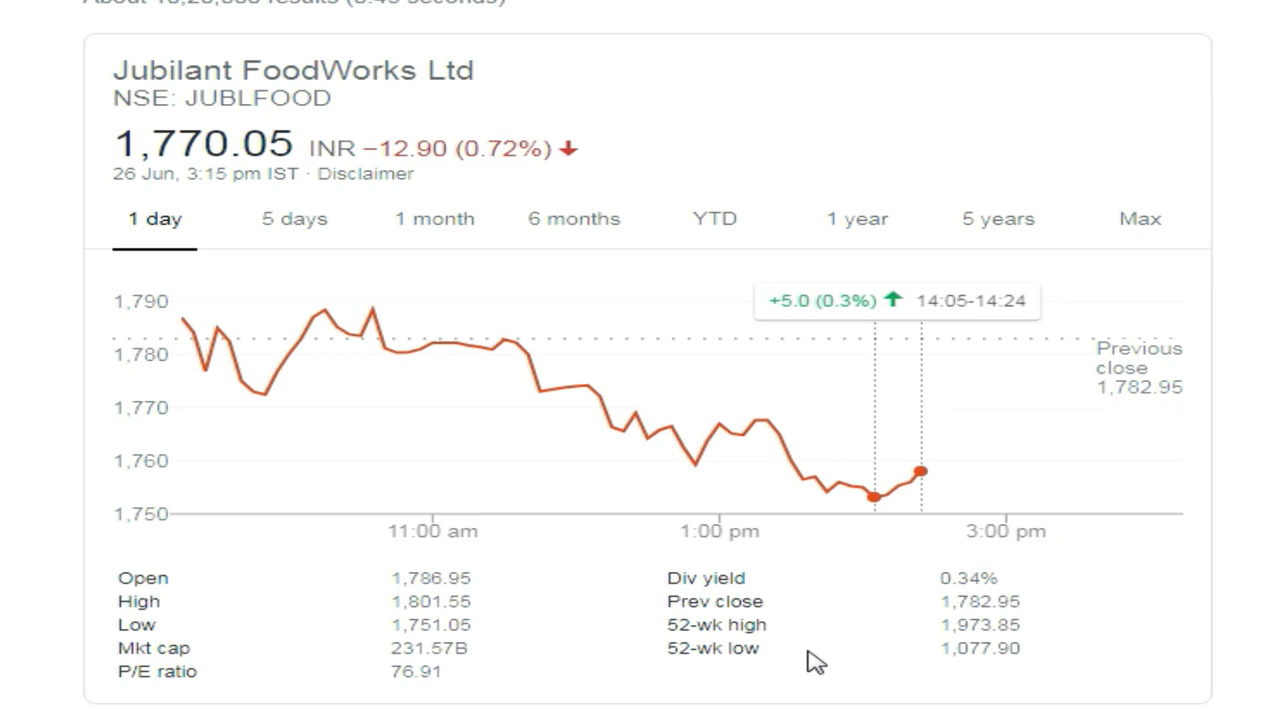 Jubilant FoodWorks Ltd
NSE: JUBLFOOD
1,770.05 INR −12.90 (0.72%)
26 Jun, 3:15 pm IST · Disclaimer
1 day 5 days 1 month 6 months YTD 1 year 5 years Max
+5.0 (0.3%) 14:05-14:24
1,790
1,780
1,770
1,760
1,750
Previous
close
1,782.95
11:00 am 1:00 pm 3:00 pm
Open 1,786.95 Div yield 0.34%
High 1,801.55 Prev close 1,782.95
Low 1,751.05 52-wk high 1,973.85
Mkt cap 231.57B 52-wk low 1,077.90
P/E ratio 76.91